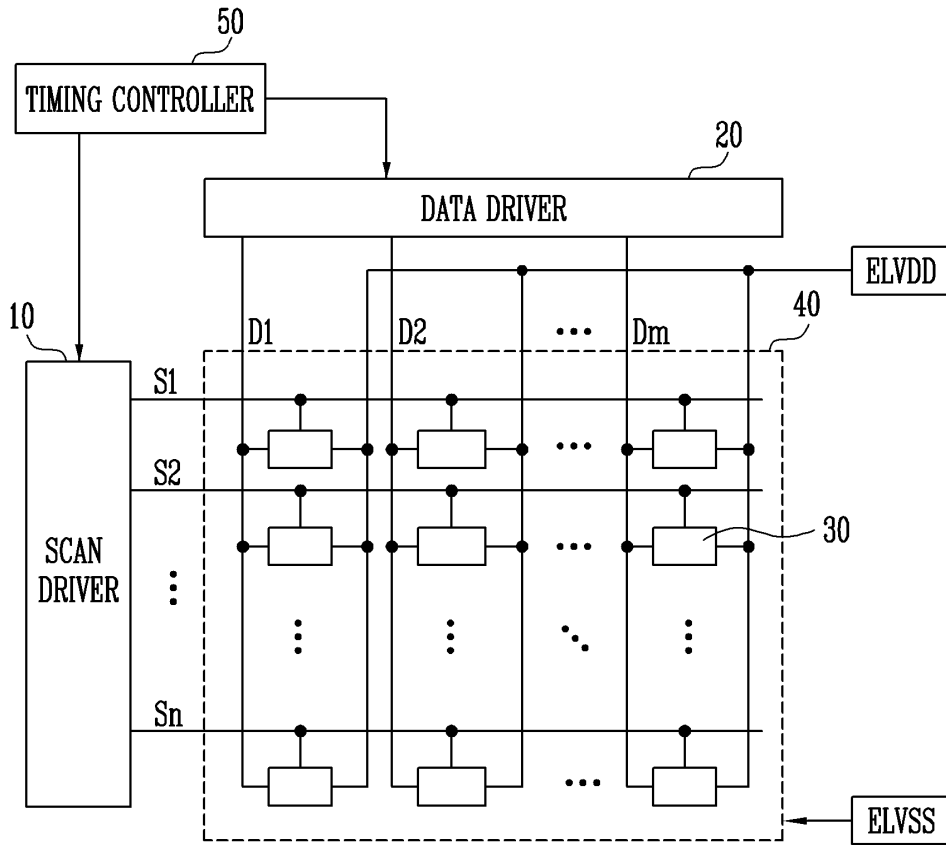 50
TIMING CONTROLLER
20
DATA DRIVER
ELVDD
10
D1 D2 Dm 40
S1
S2
30
SCAN
DRIVER
Sn
ELVSS